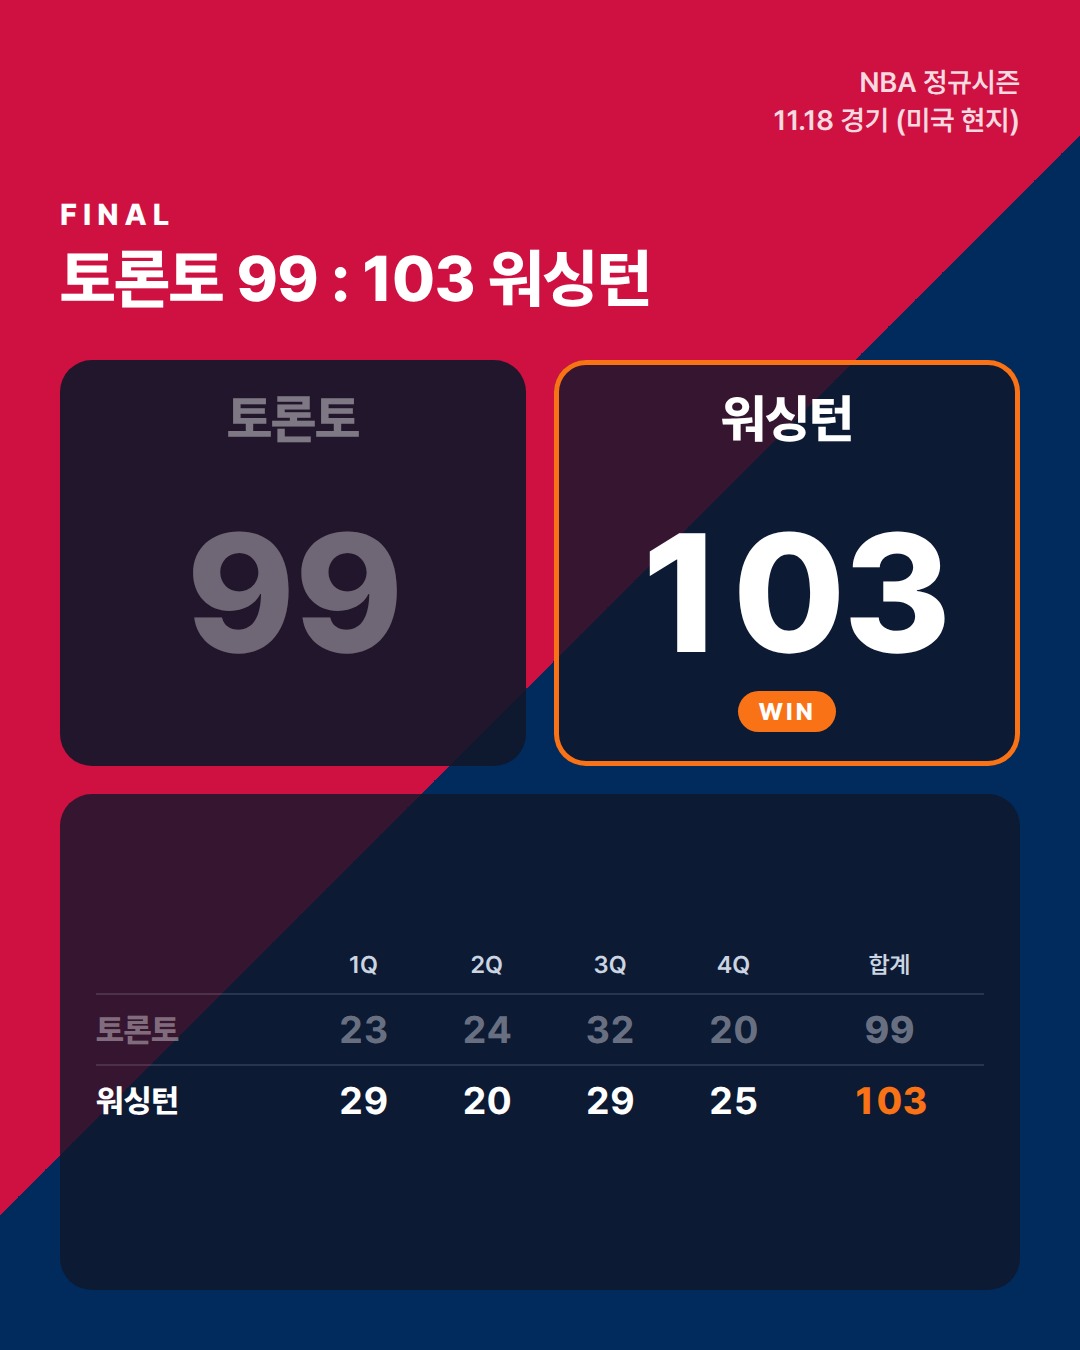 NBA 정규시즌
11.18 경기 (미국 현지)
FINAL
토론토 99 : 103 워싱턴
토론토
99
워싱턴
103
WIN
1Q 2Q 3Q 4Q 합계
토론토 23 24 32 20 99
워싱턴 29 20 29 25 103